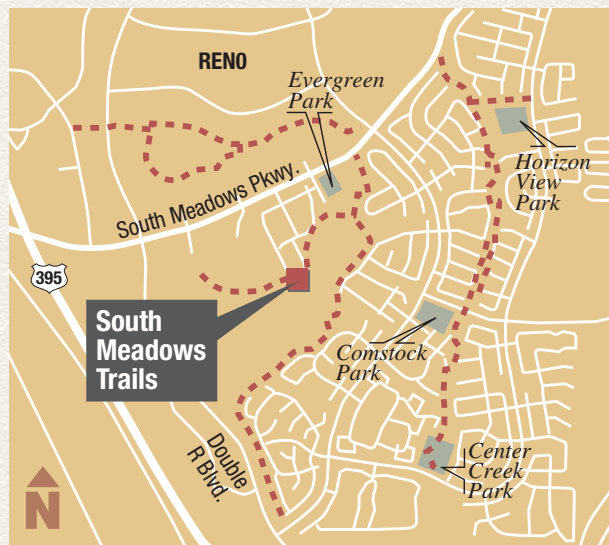 RENO
Evergreen
Park
Horizon
View
Park
South Meadows Pkwy.
395
South
Meadows
Trails
Comstock
Park
Double
R Blvd.
Center
Creek
Park
N